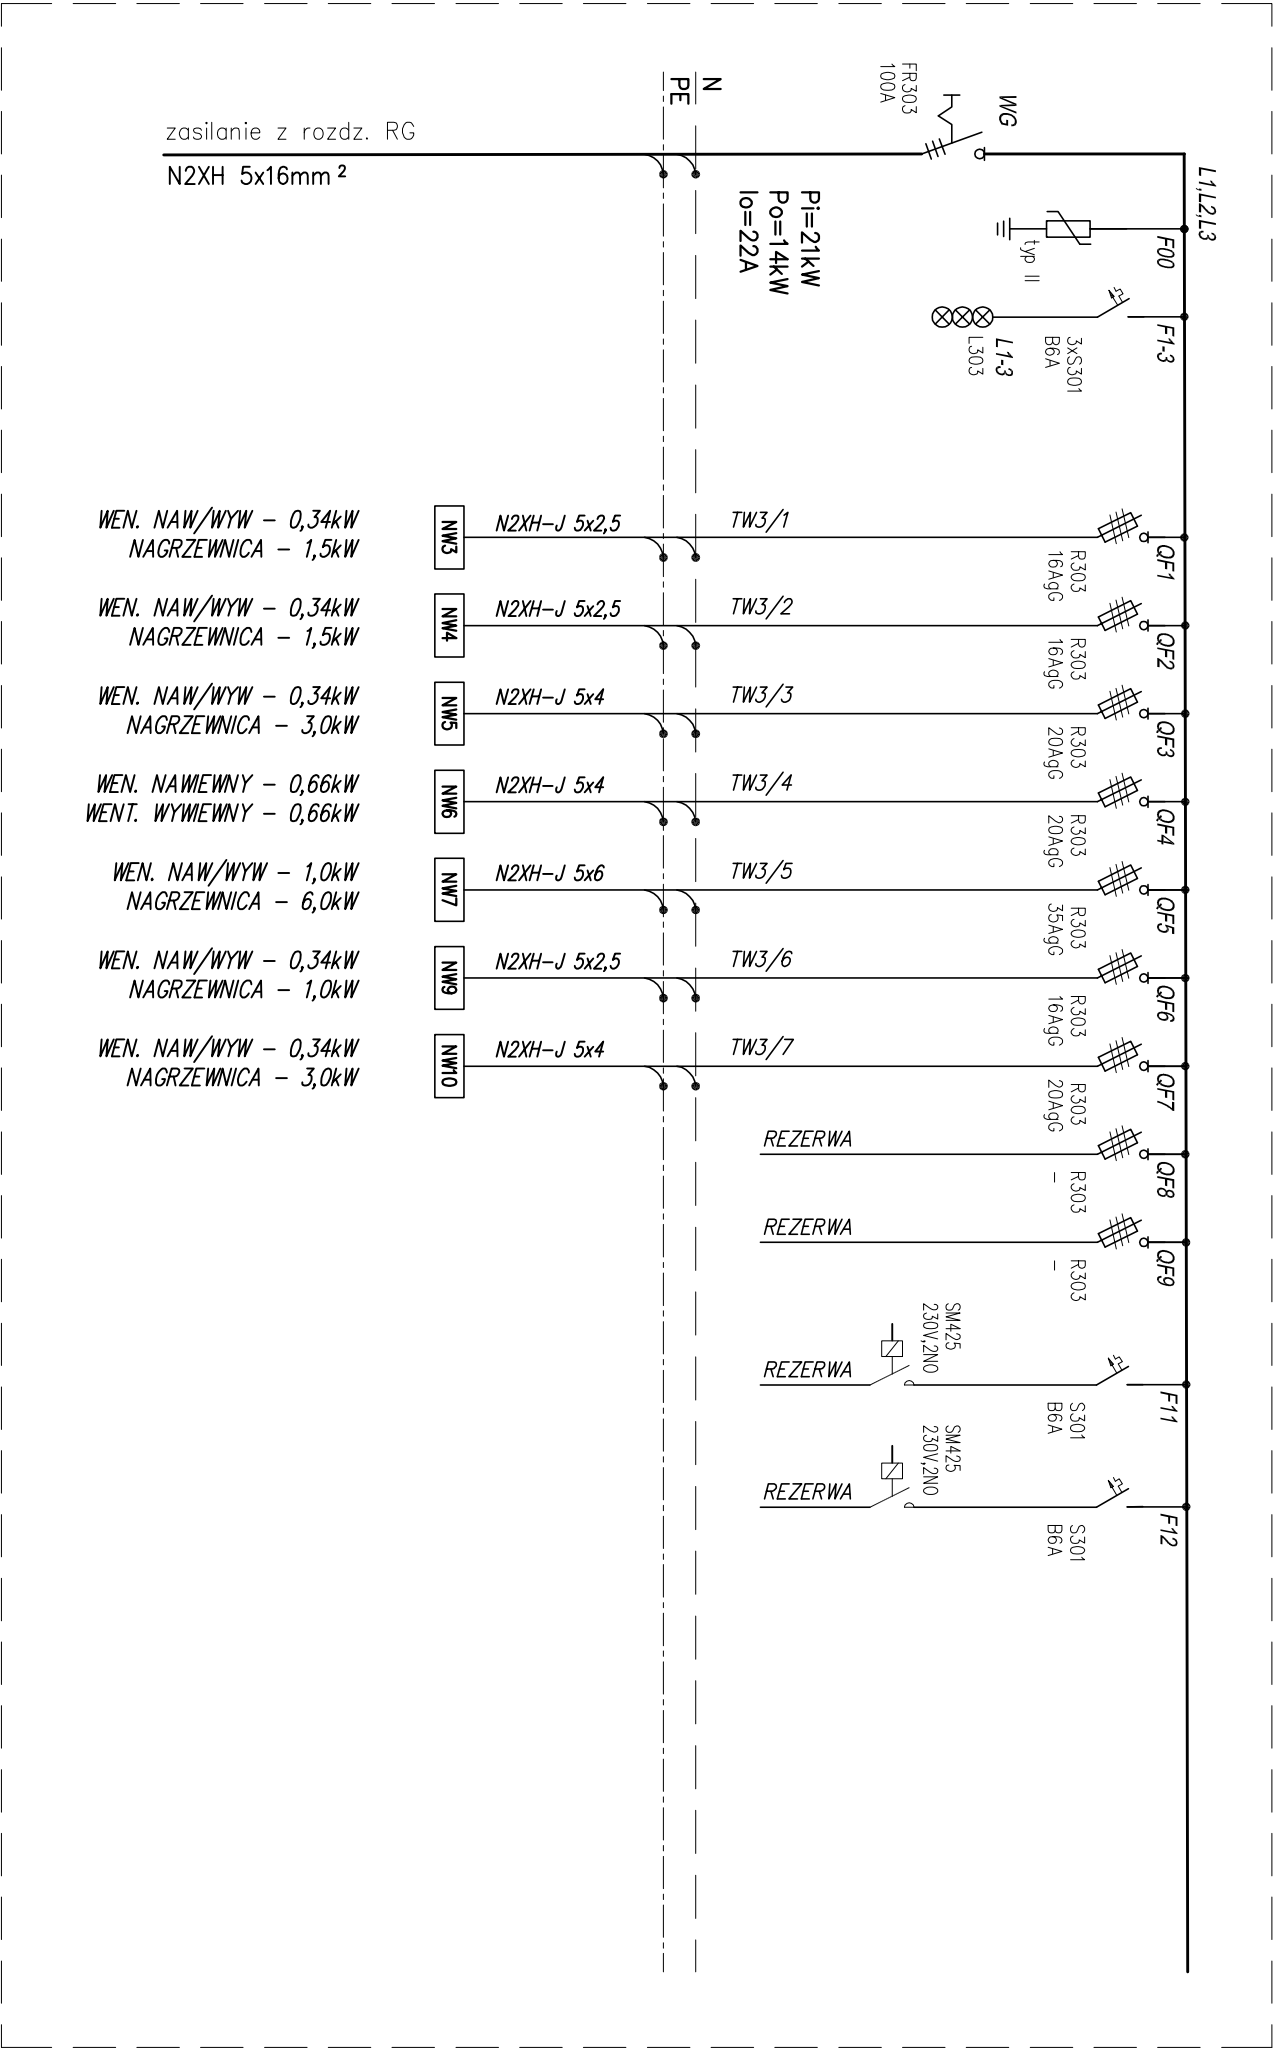 L1,L2,L3
WG
FR303
100A
N
PE
zasilanie z rozdz. RG
N2XH 5x16mm²
Pi=21kW
Po=14kW
Io=22A
F00
typ II
F1-3
3xS301
B6A
L1-3
L303
QF1
R303
16AgG
TW3/1
N2XH-J 5x2,5
NW3
WEN. NAW/WYW - 0,34kW
NAGRZEWNICA - 1,5kW
QF2
R303
16AgG
TW3/2
N2XH-J 5x2,5
NW4
WEN. NAW/WYW - 0,34kW
NAGRZEWNICA - 1,5kW
QF3
R303
20AgG
TW3/3
N2XH-J 5x4
NW5
WEN. NAW/WYW - 0,34kW
NAGRZEWNICA - 3,0kW
QF4
R303
20AgG
TW3/4
N2XH-J 5x4
NW6
WEN. NAWIEWNY - 0,66kW
WENT. WYWIEWNY - 0,66kW
QF5
R303
35AgG
TW3/5
N2XH-J 5x6
NW7
WEN. NAW/WYW - 1,0kW
NAGRZEWNICA - 6,0kW
QF6
R303
16AgG
TW3/6
N2XH-J 5x2,5
NW9
WEN. NAW/WYW - 0,34kW
NAGRZEWNICA - 1,0kW
QF7
R303
20AgG
TW3/7
N2XH-J 5x4
NW10
WEN. NAW/WYW - 0,34kW
NAGRZEWNICA - 3,0kW
QF8
R303
-
REZERWA
QF9
R303
-
REZERWA
F11
S301
B6A
SM425
230V,2NO
REZERWA
F12
S301
B6A
SM425
230V,2NO
REZERWA